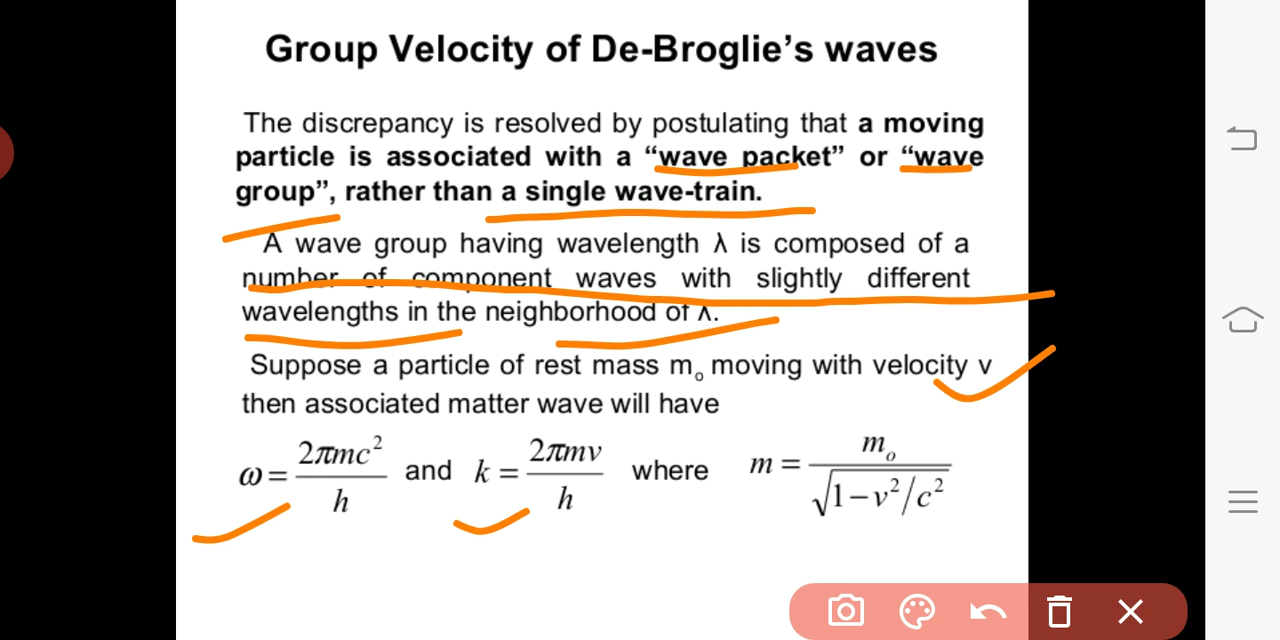 Group Velocity of De-Broglie's waves
The discrepancy is resolved by postulating that a moving
particle is associated with a “wave packet” or “wave
group”, rather than a single wave-train.
A wave group having wavelength λ is composed of a
number of component waves with slightly different
wavelengths in the neighborhood of λ.
Suppose a particle of rest mass mₒ moving with velocity v
then associated matter wave will have
ω = 2πmc²/h and k = 2πmv/h where m = mₒ/√(1−v²/c²)